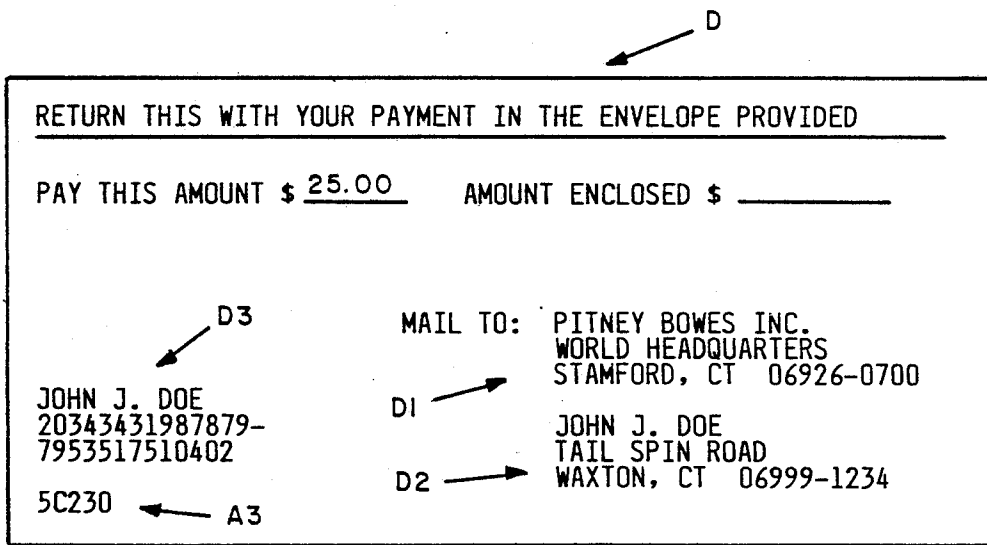 D
RETURN THIS WITH YOUR PAYMENT IN THE ENVELOPE PROVIDED
PAY THIS AMOUNT $ 25.00 AMOUNT ENCLOSED $
D3
MAIL TO: PITNEY BOWES INC.
WORLD HEADQUARTERS
STAMFORD, CT 06926-0700
D1
JOHN J. DOE
20343431987879-
7953517510402
JOHN J. DOE
TAIL SPIN ROAD
WAXTON, CT 06999-1234
D2
5C230
A3